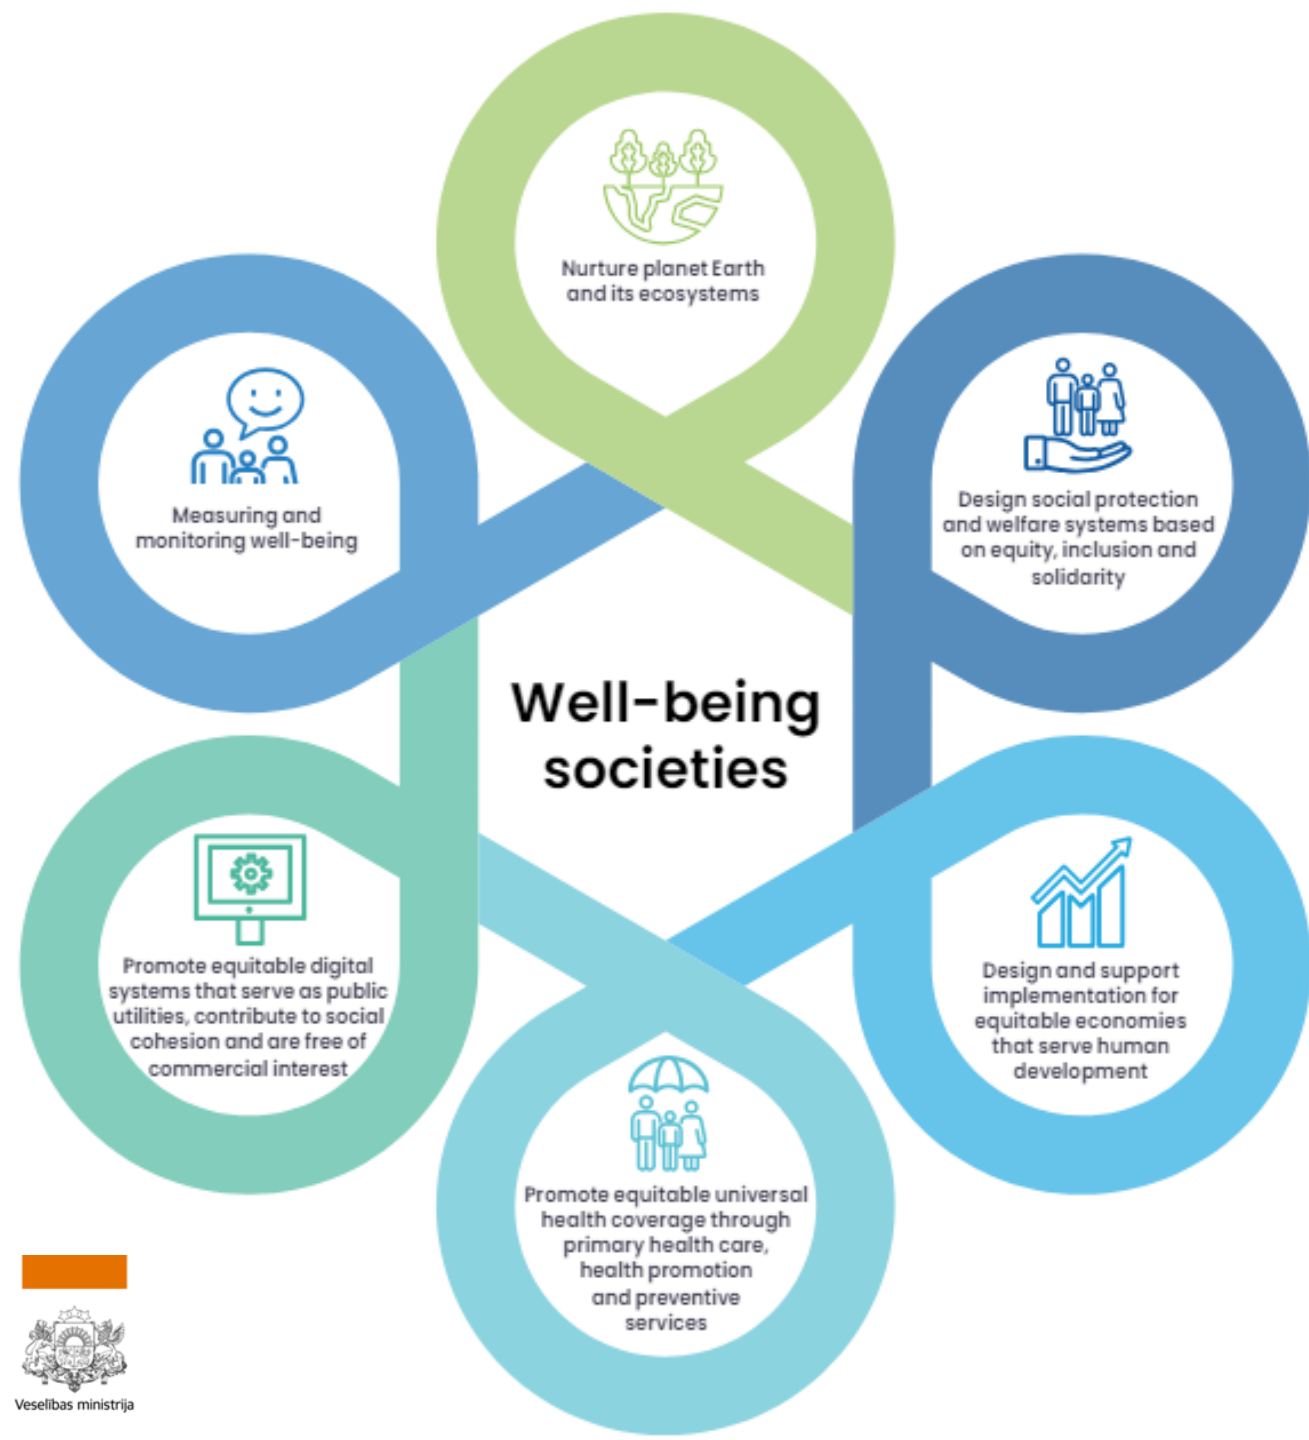 Nurture planet Earth
and its ecosystems
Measuring and
monitoring well-being
Design social protection
and welfare systems based
on equity, inclusion and
solidarity
Well-being
societies
Promote equitable digital
systems that serve as public
utilities, contribute to social
cohesion and are free of
commercial interest
Design and support
implementation for
equitable economies
that serve human
development
Promote equitable universal
health coverage through
primary health care,
health promotion
and preventive
services
Veselības ministrija